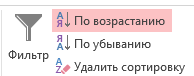 По возрастанию
По убыванию
Фильтр
Удалить сортировку